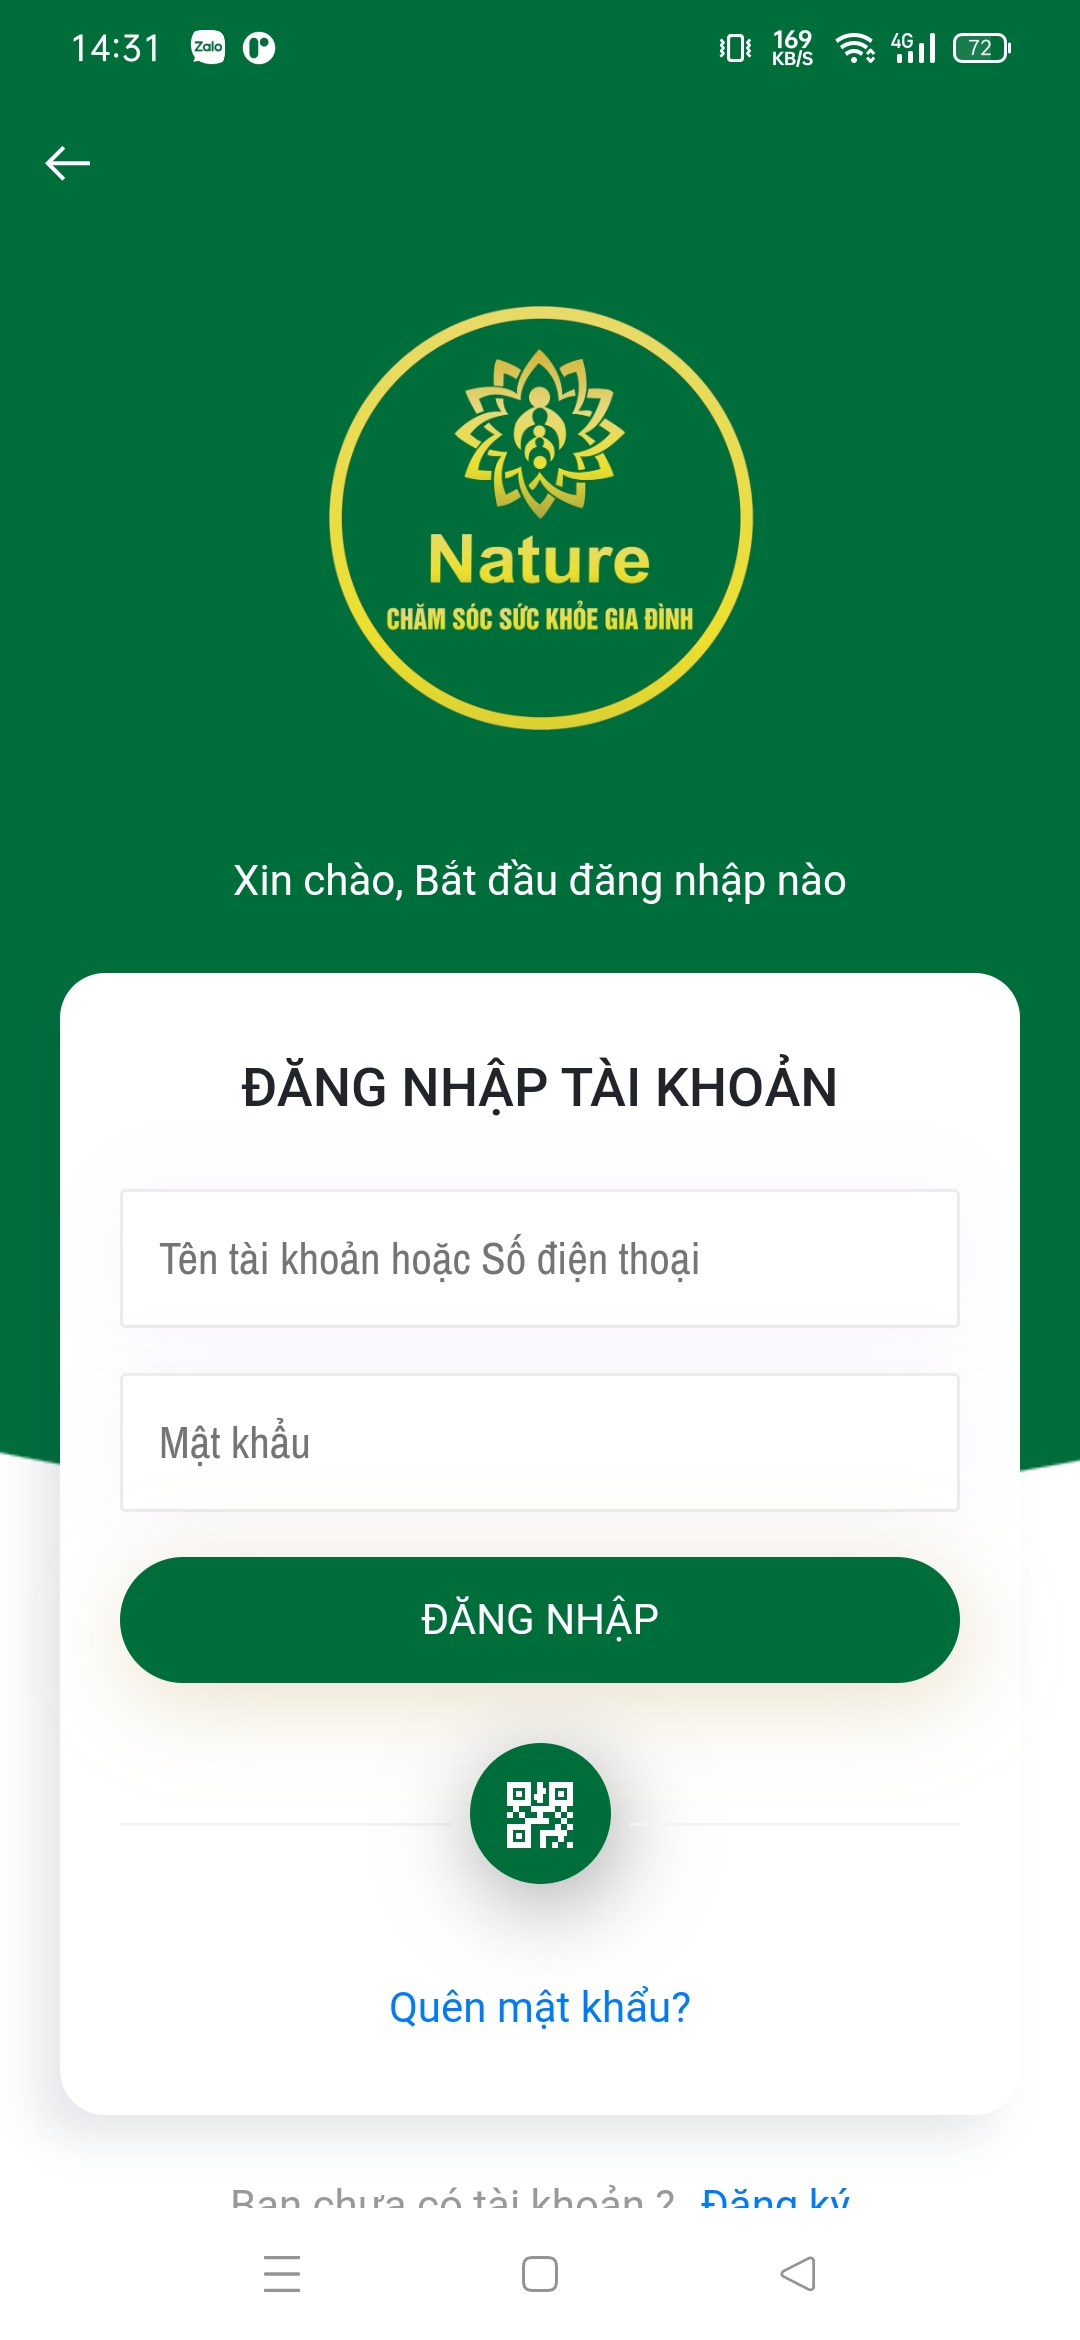 14:31
Zalo
169
KB/S
4G
72
Nature
CHĂM SÓC SỨC KHỎE GIA ĐÌNH
Xin chào, Bắt đầu đăng nhập nào
ĐĂNG NHẬP TÀI KHOẢN
Tên tài khoản hoặc Số điện thoại
Mật khẩu
ĐĂNG NHẬP
Quên mật khẩu?
Bạn chưa có tài khoản ? Đăng ký